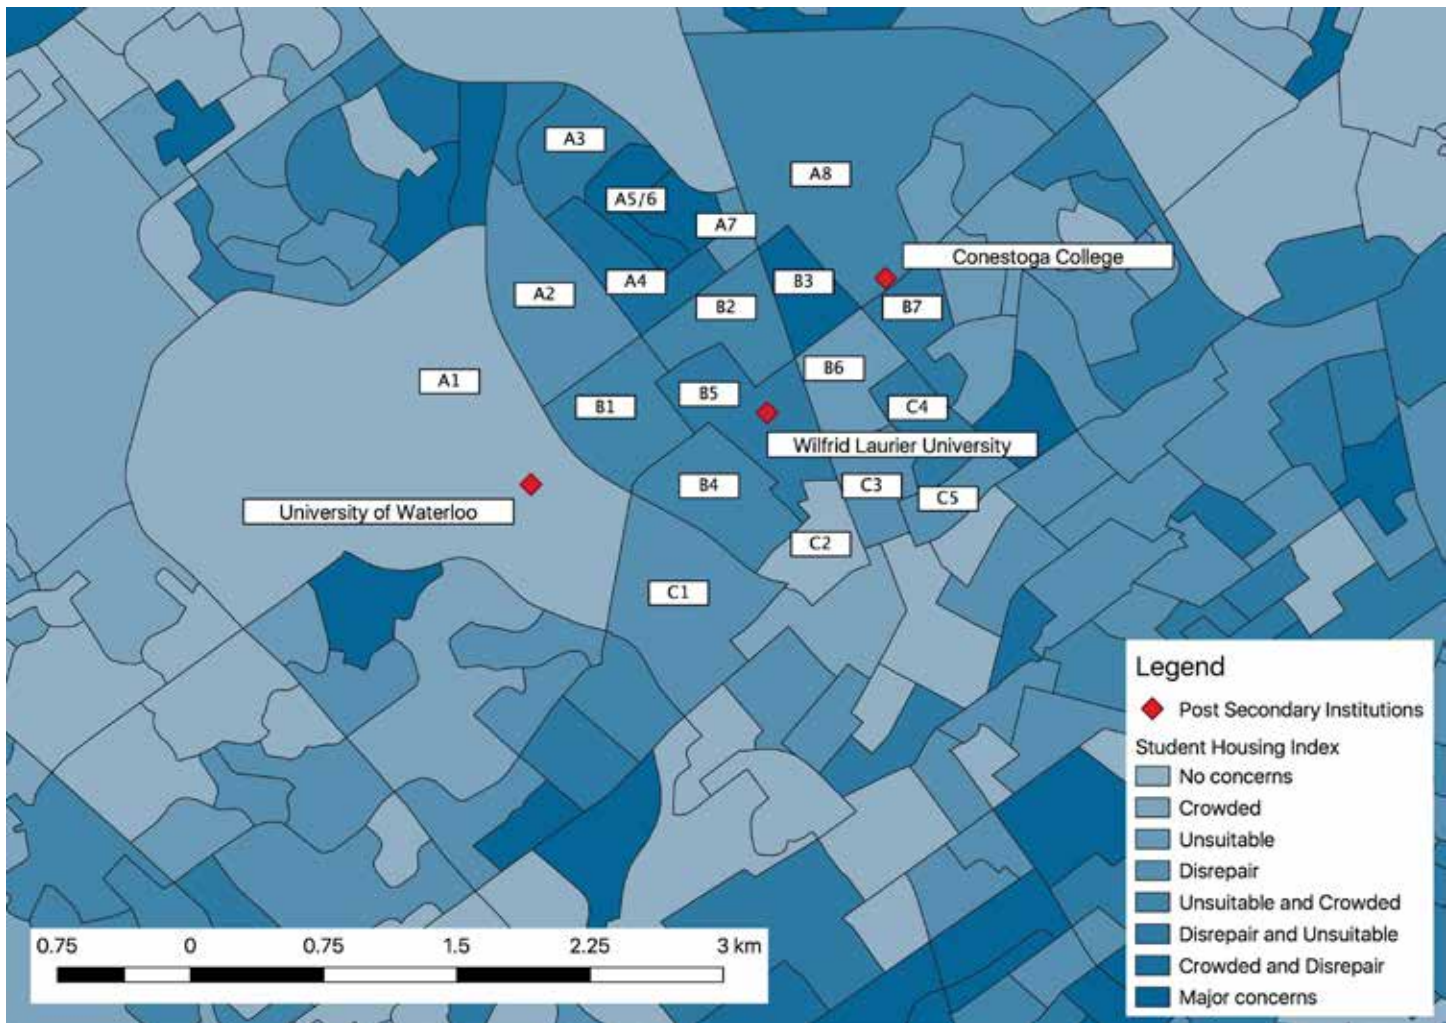 A3
A8
A5/6
A7
Conestoga College
A4
B3
A2
B2
B7
B6
A1
B5
B1
C4
Wilfrid Laurier University
B4
C3
C5
University of Waterloo
C2
C1
Legend
Post Secondary Institutions
Student Housing Index
No concerns
Crowded
Unsuitable
Disrepair
Unsuitable and Crowded
Disrepair and Unsuitable
Crowded and Disrepair
Major concerns
0.75 0 0.75 1.5 2.25 3 km